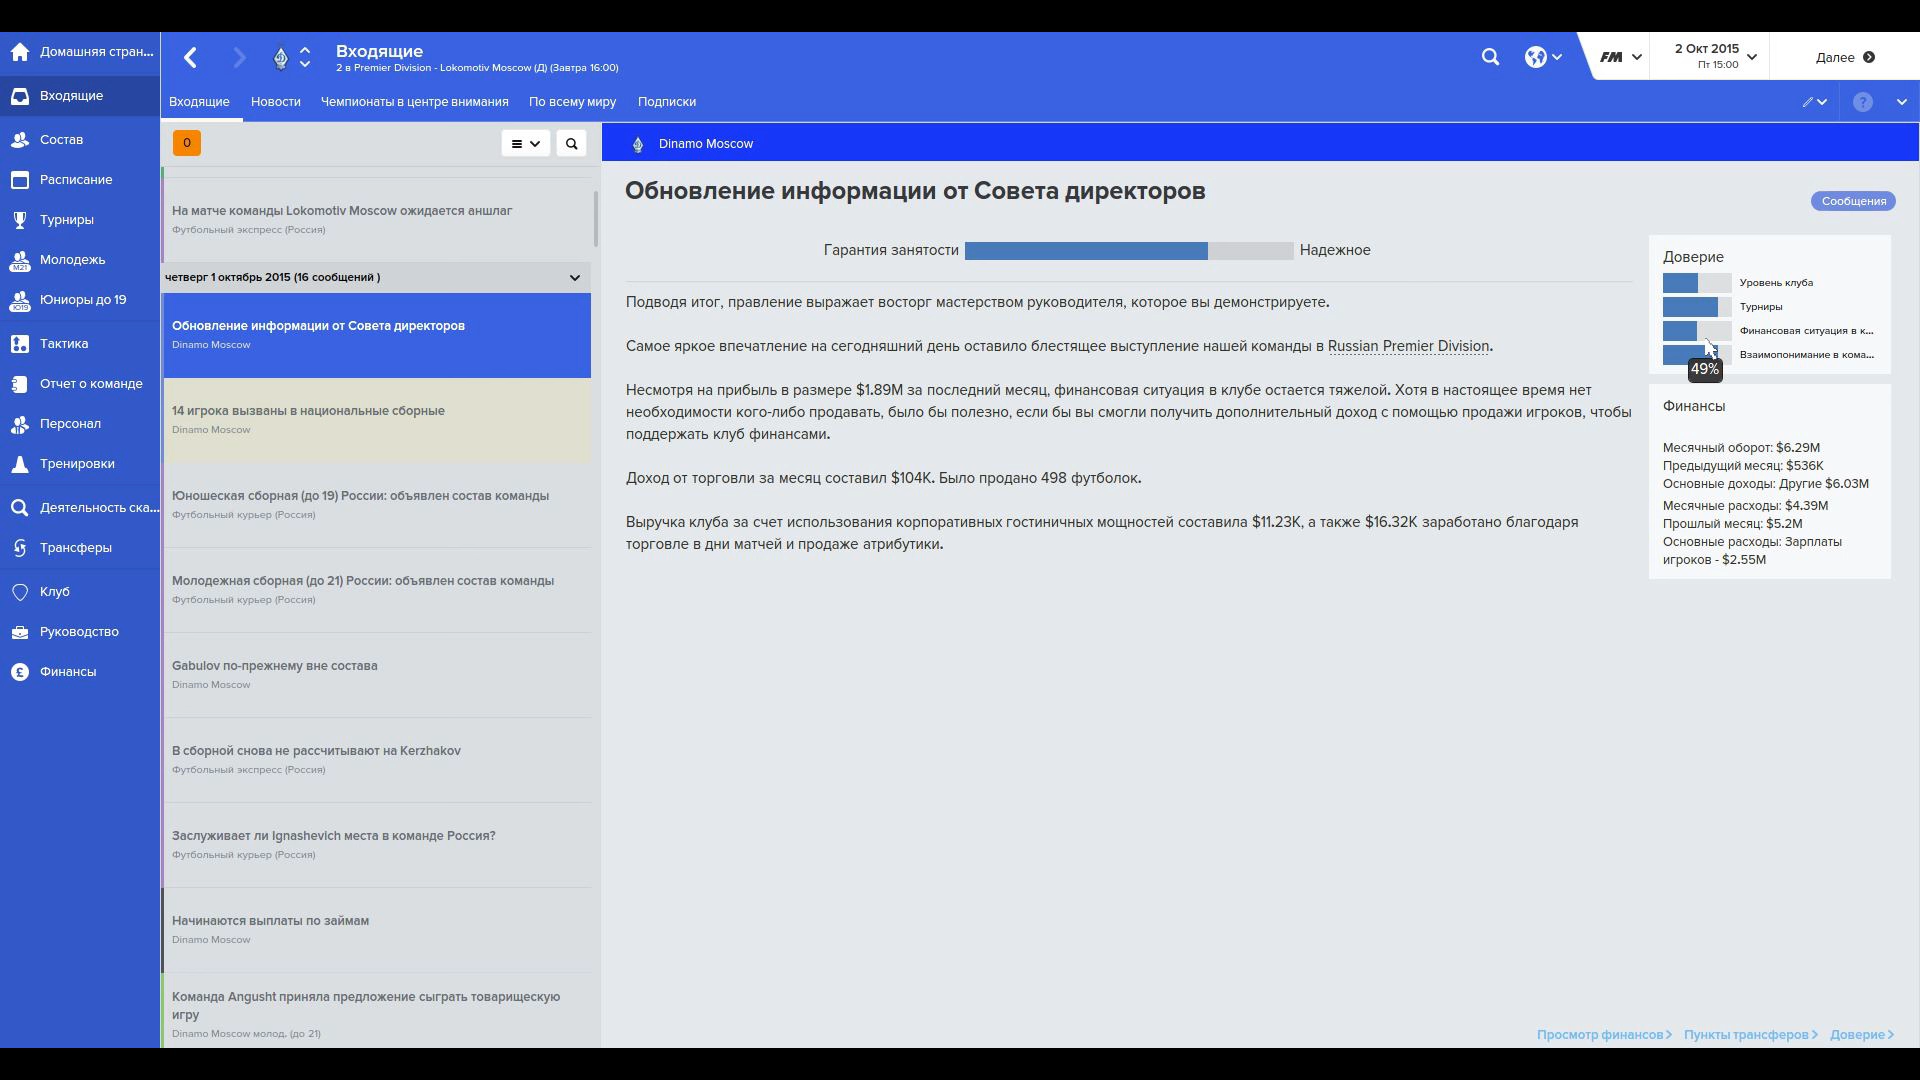 Домашняя стран...
Входящие
Состав
Расписание
Турниры
М21
Молодежь
Ю19
Юниоры до 19
Тактика
Отчет о команде
Персонал
Тренировки
Деятельность ска...
Трансферы
Клуб
Руководство
Финансы
Входящие
2 в Premier Division - Lokomotiv Moscow (Д) (Завтра 16:00)
FM
2 Окт 2015
Пт 15:00
Далее
Входящие Новости Чемпионаты в центре внимания По всему миру Подписки
?
0
На матче команды Lokomotiv Moscow ожидается аншлаг
Футбольный экспресс (Россия)
четверг 1 октябрь 2015 (16 сообщений )
Обновление информации от Совета директоров
Dinamo Moscow
14 игрока вызваны в национальные сборные
Dinamo Moscow
Юношеская сборная (до 19) России: объявлен состав команды
Футбольный курьер (Россия)
Молодежная сборная (до 21) России: объявлен состав команды
Футбольный курьер (Россия)
Gabulov по-прежнему вне состава
Dinamo Moscow
В сборной снова не рассчитывают на Kerzhakov
Футбольный экспресс (Россия)
Заслуживает ли Ignashevich места в команде Россия?
Футбольный курьер (Россия)
Начинаются выплаты по займам
Dinamo Moscow
Команда Angusht приняла предложение сыграть товарищескую
игру
Dinamo Moscow молод. (до 21)
Dinamo Moscow
Обновление информации от Совета директоров
Сообщения
Гарантия занятости Надежное
Подводя итог, правление выражает восторг мастерством руководителя, которое вы демонстрируете.
Самое яркое впечатление на сегодняшний день оставило блестящее выступление нашей команды в Russian Premier Division.
Несмотря на прибыль в размере $1.89M за последний месяц, финансовая ситуация в клубе остается тяжелой. Хотя в настоящее время нет
необходимости кого-либо продавать, было бы полезно, если бы вы смогли получить дополнительный доход с помощью продажи игроков, чтобы
поддержать клуб финансами.
Доход от торговли за месяц составил $104K. Было продано 498 футболок.
Выручка клуба за счет использования корпоративных гостиничных мощностей составила $11.23K, а также $16.32K заработано благодаря
торговле в дни матчей и продаже атрибутики.
Доверие
Уровень клуба
Турниры
Финансовая ситуация в к...
Взаимопонимание в кома...
49%
Финансы
Месячный оборот: $6.29M
Предыдущий месяц: $536K
Основные доходы: Другие $6.03M
Месячные расходы: $4.39M
Прошлый месяц: $5.2M
Основные расходы: Зарплаты
игроков - $2.55M
Просмотр финансов Пункты трансферов Доверие